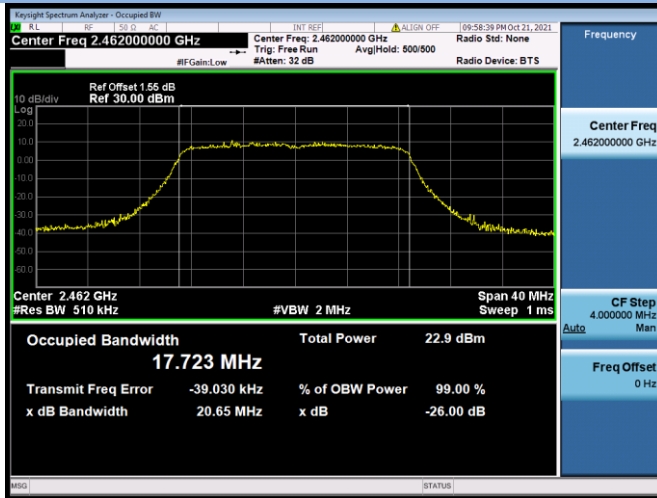 Keysight Spectrum Analyzer - Occupied BW
RL RF 50 Ω AC INT REF ALIGN OFF 09:58:39 PM Oct 21, 2021
Center Freq 2.462000000 GHz Center Freq: 2.462000000 GHz Radio Std: None
Trig: Free Run Avg|Hold: 500/500
#IFGain:Low #Atten: 32 dB Radio Device: BTS
Ref Offset 1.55 dB
10 dB/div Ref 30.00 dBm
Log
20.0
10.0
0.00
-10.0
-20.0
-30.0
-40.0
-50.0
-60.0
Center 2.462 GHz Span 40 MHz
#Res BW 510 kHz #VBW 2 MHz Sweep 1 ms
Occupied Bandwidth Total Power 22.9 dBm
17.723 MHz
Transmit Freq Error -39.030 kHz % of OBW Power 99.00 %
x dB Bandwidth 20.65 MHz x dB -26.00 dB
MSG STATUS
Frequency
Center Freq
2.462000000 GHz
CF Step
4.000000 MHz
Auto Man
Freq Offset
0 Hz